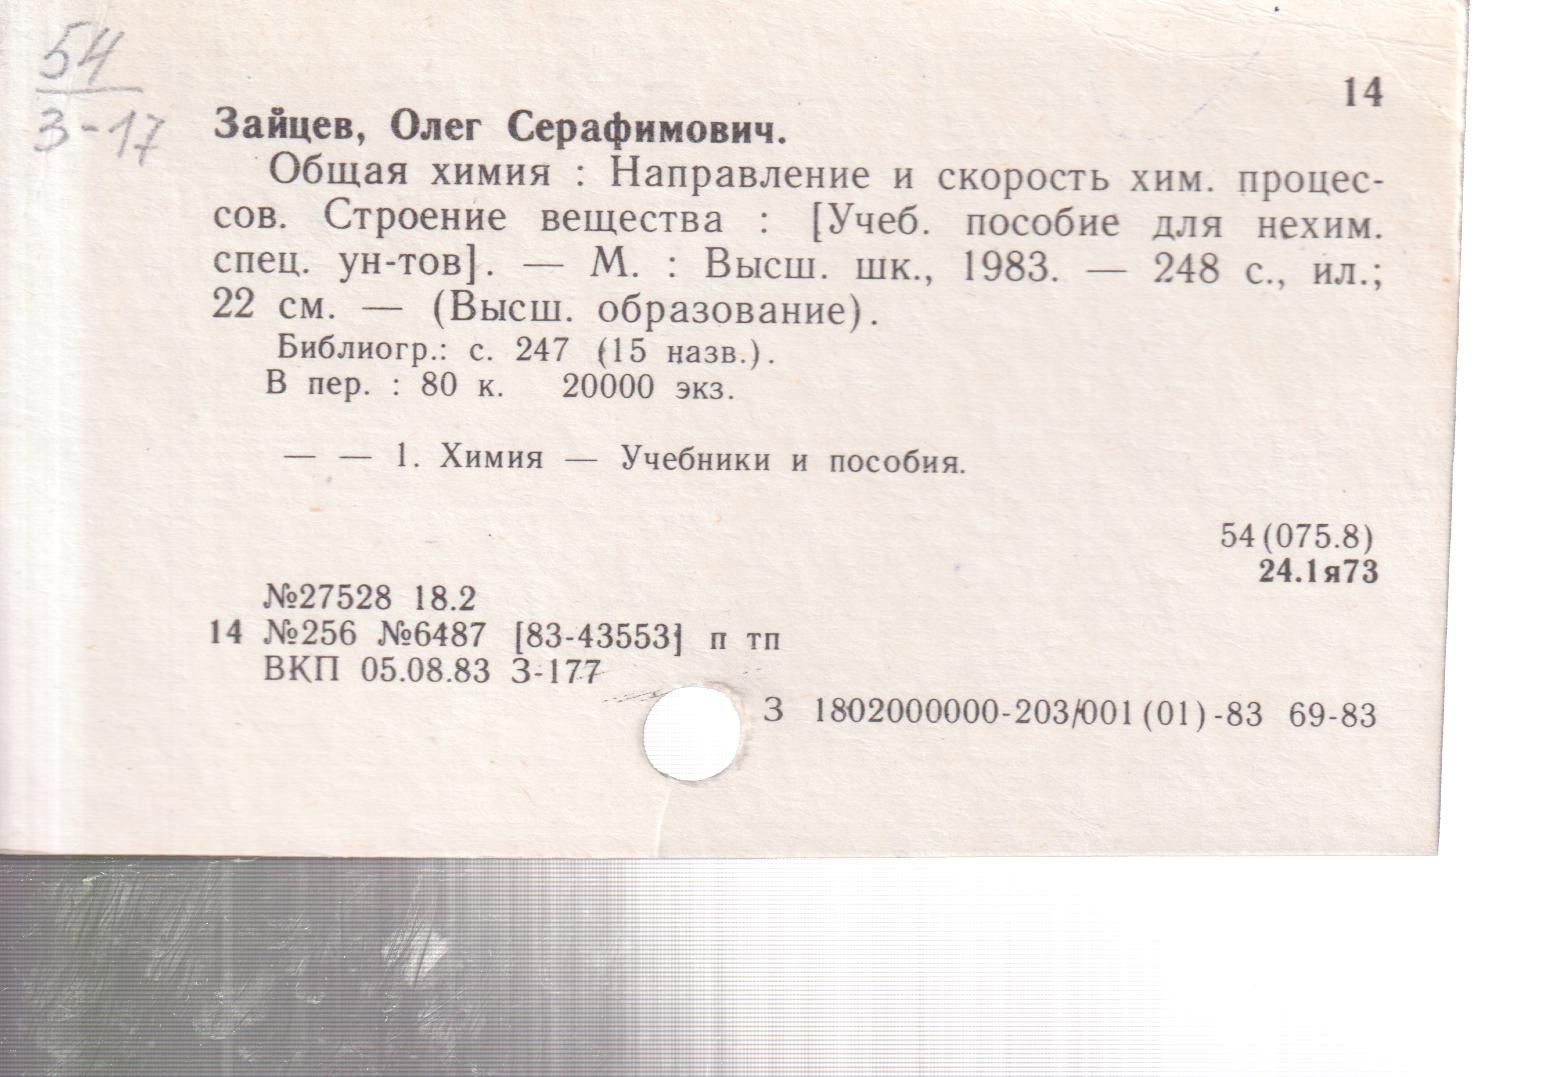 54
З-17
14
Зайцев, Олег Серафимович.
Общая химия : Направление и скорость хим. процес-
сов. Строение вещества : [Учеб. пособие для нехим.
спец. ун-тов]. — М. : Высш. шк., 1983. — 248 с., ил.;
22 см. — (Высш. образование).
Библиогр.: с. 247 (15 назв.).
В пер. : 80 к. 20000 экз.
— — 1. Химия — Учебники и пособия.
54(075.8)
24.1я73
№27528 18.2
14 №256 №6487 [83-43553] п тп
ВКП 05.08.83 З-177
З 1802000000-203/001(01)-83 69-83